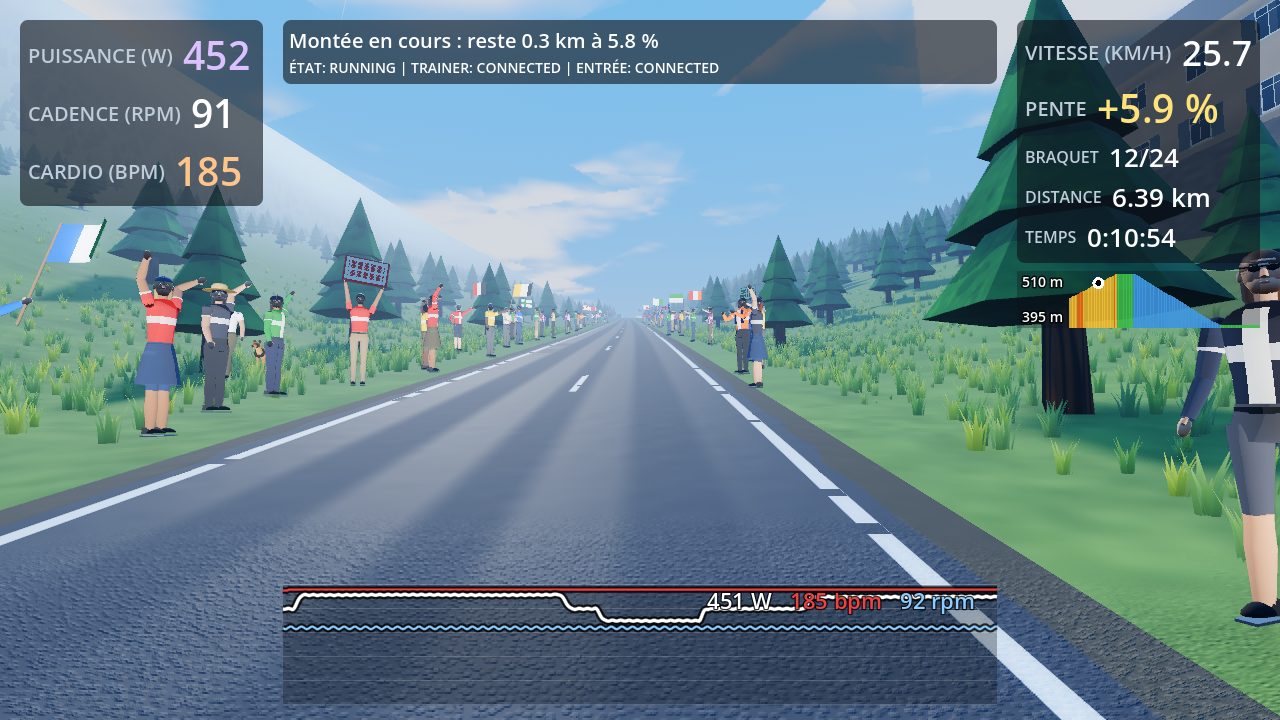 PUISSANCE (W) 452
CADENCE (RPM) 91
CARDIO (BPM) 185
Montée en cours : reste 0.3 km à 5.8 %
ÉTAT: RUNNING | TRAINER: CONNECTED | ENTRÉE: CONNECTED
VITESSE (KM/H) 25.7
PENTE +5.9 %
BRAQUET 12/24
DISTANCE 6.39 km
TEMPS 0:10:54
510 m
395 m
451 W 185 bpm 92 rpm